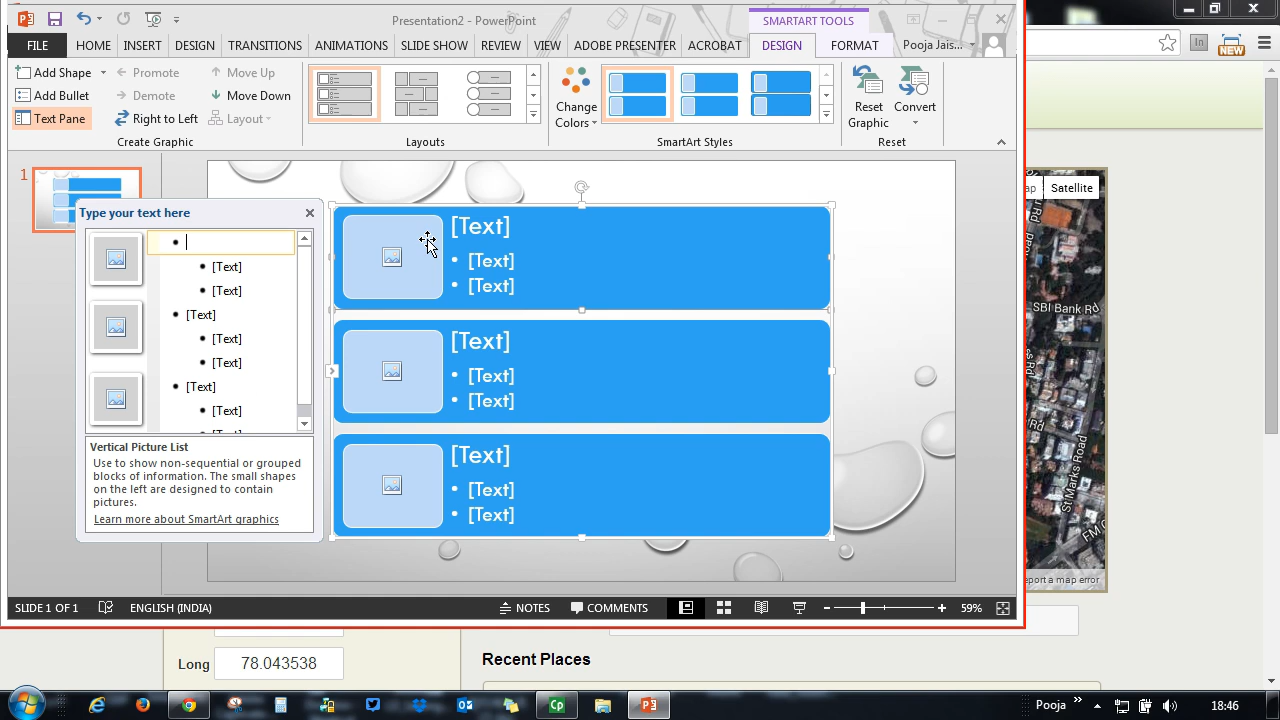 Presentation2 - PowerPoint
SMARTART TOOLS
FILE HOME INSERT DESIGN TRANSITIONS ANIMATIONS SLIDE SHOW REVIEW VIEW ADOBE PRESENTER ACROBAT DESIGN FORMAT Pooja Jais...
Add Shape Promote Move Up
Add Bullet Demote Move Down
Text Pane Right to Left Layout
Create Graphic
Layouts
Change Colors
SmartArt Styles
Reset Graphic
Convert
Reset
NEW
In
1
Type your text here
[Text]
[Text]
[Text]
[Text]
[Text]
[Text]
[Text]
Vertical Picture List
Use to show non-sequential or grouped
blocks of information. The small shapes
on the left are designed to contain
pictures.
Learn more about SmartArt graphics
[Text]
• [Text]
• [Text]
[Text]
• [Text]
• [Text]
[Text]
• [Text]
• [Text]
Satellite
SBI Bank Rd
Rd
St Marks Road
eport a map error
SLIDE 1 OF 1 ENGLISH (INDIA) NOTES COMMENTS 59%
Long 78.043538
Recent Places
Cp
Pooja
18:46